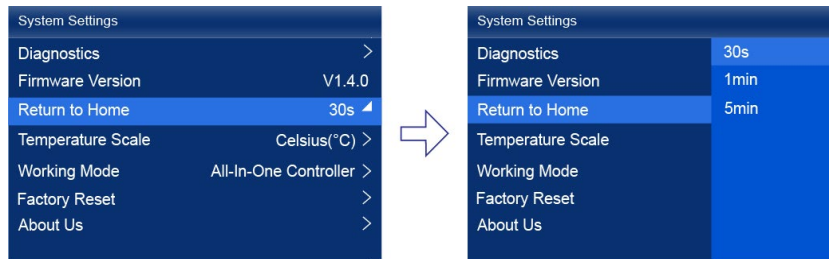 System Settings
Diagnostics >
Firmware Version V1.4.0
Return to Home 30s
Temperature Scale Celsius(°C) >
Working Mode All-In-One Controller >
Factory Reset >
About Us >
System Settings
Diagnostics 30s
Firmware Version 1min
Return to Home 5min
Temperature Scale
Working Mode
Factory Reset
About Us